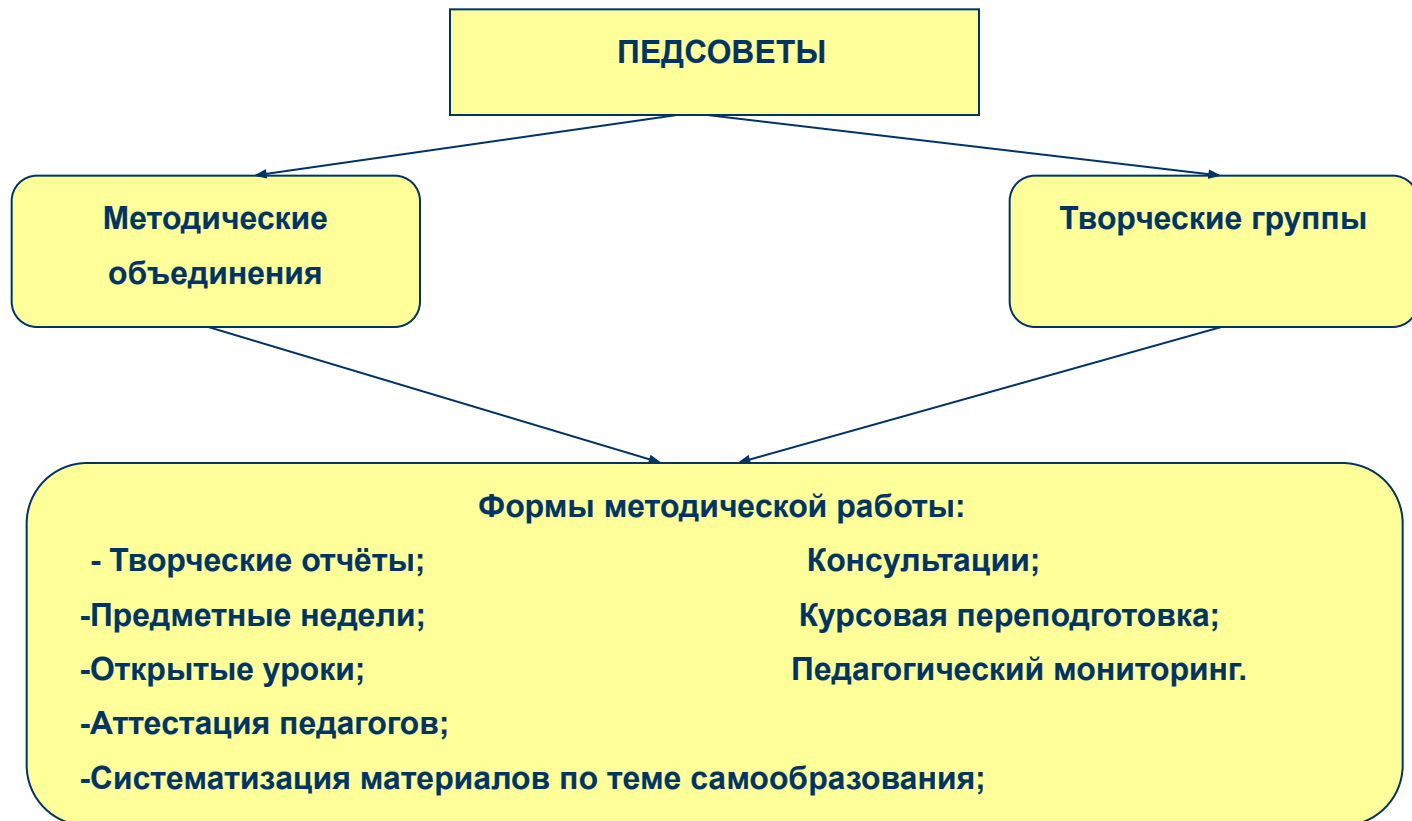 ПЕДСОВЕТЫ
Методические
объединения
Творческие группы
Формы методической работы:
- Творческие отчёты; Консультации;
-Предметные недели; Курсовая переподготовка;
-Открытые уроки; Педагогический мониторинг.
-Аттестация педагогов;
-Систематизация материалов по теме самообразования;